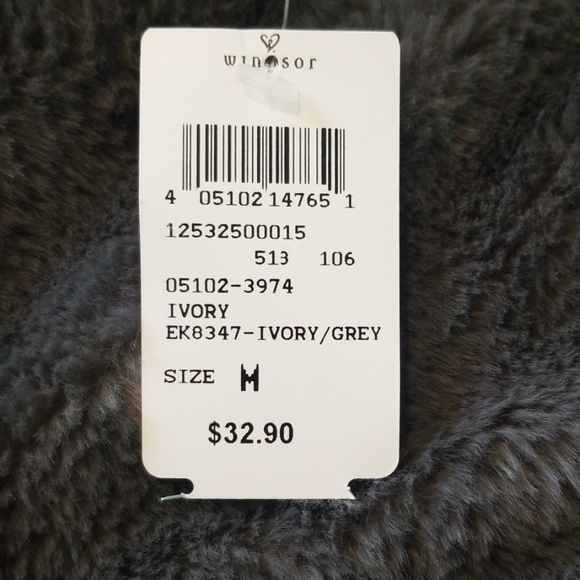 WINDSOR
4 05102 14765 1
12532500015
513 106
05102-3974
IVORY
EK8347-IVORY/GREY
SIZE M
$32.90